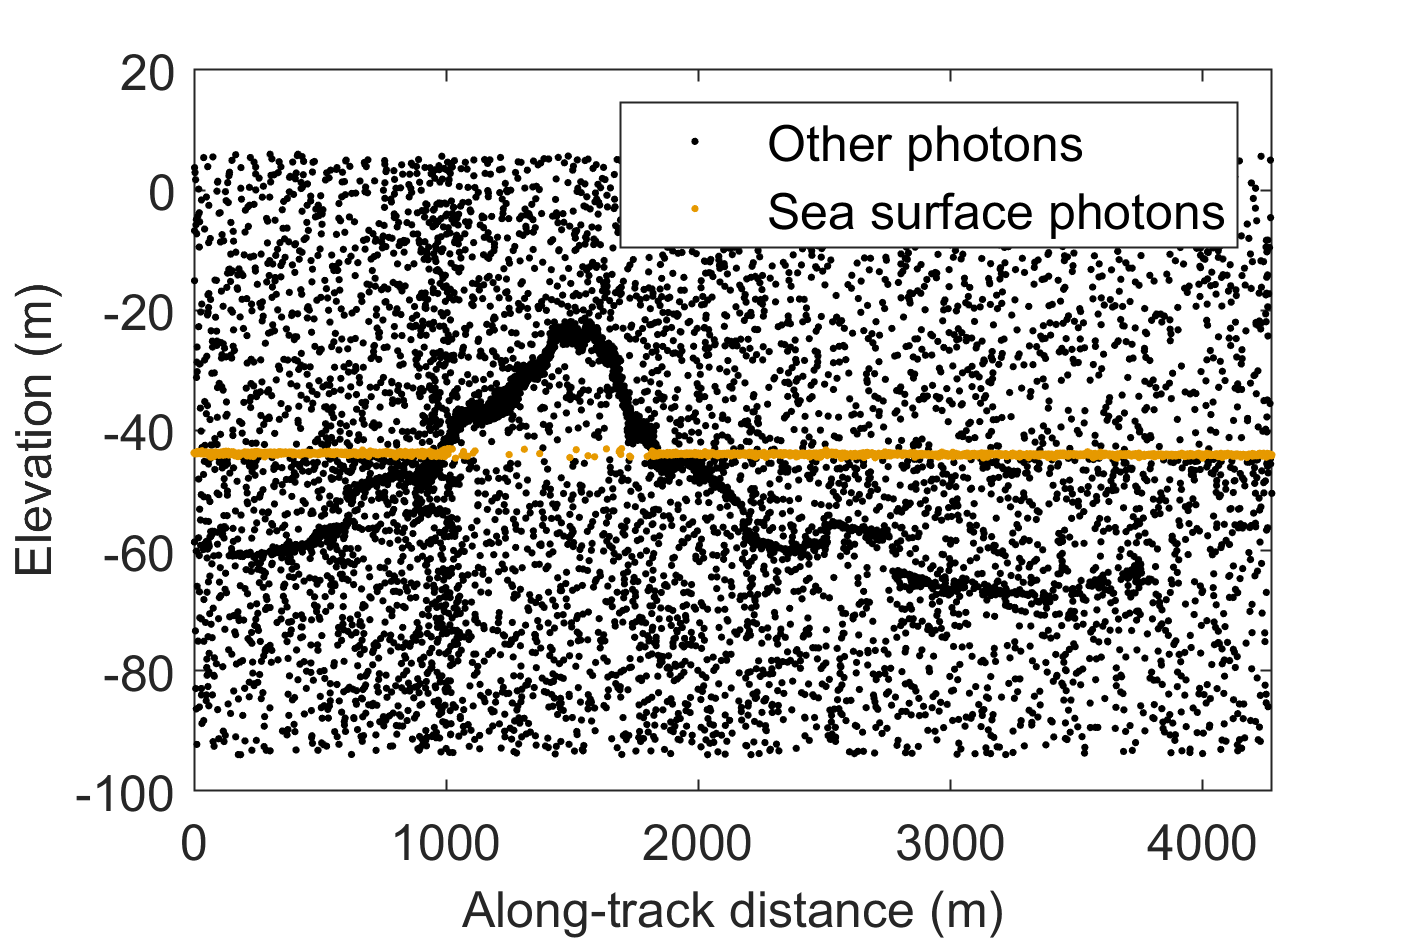 20
0
-20
-40
-60
-80
-100
Elevation (m)
Other photons
Sea surface photons
0 1000 2000 3000 4000
Along-track distance (m)